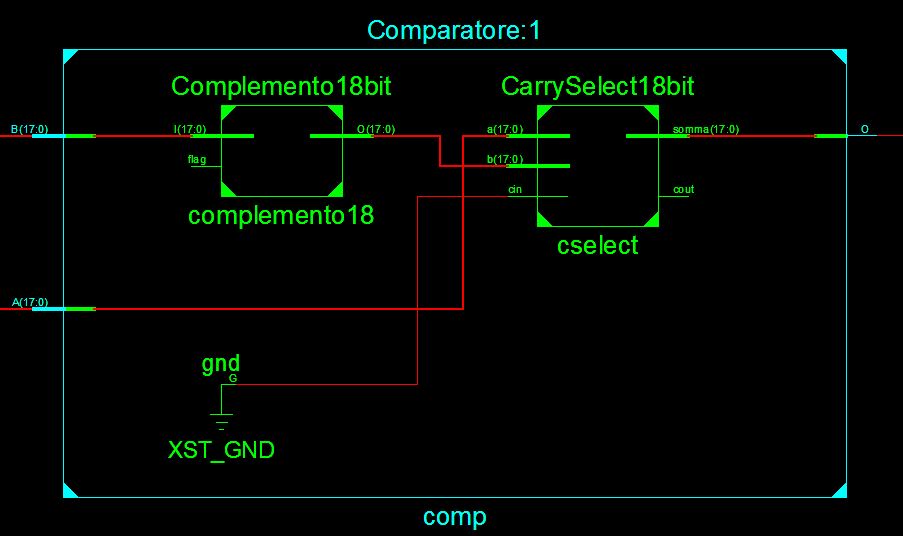 Comparatore:1
Complemento18bit
CarrySelect18bit
B(17:0)
I(17:0)
O(17:0)
a(17:0)
somma(17:0)
O
flag
b(17:0)
cin
cout
complemento18
cselect
A(17:0)
gnd
G
XST_GND
comp